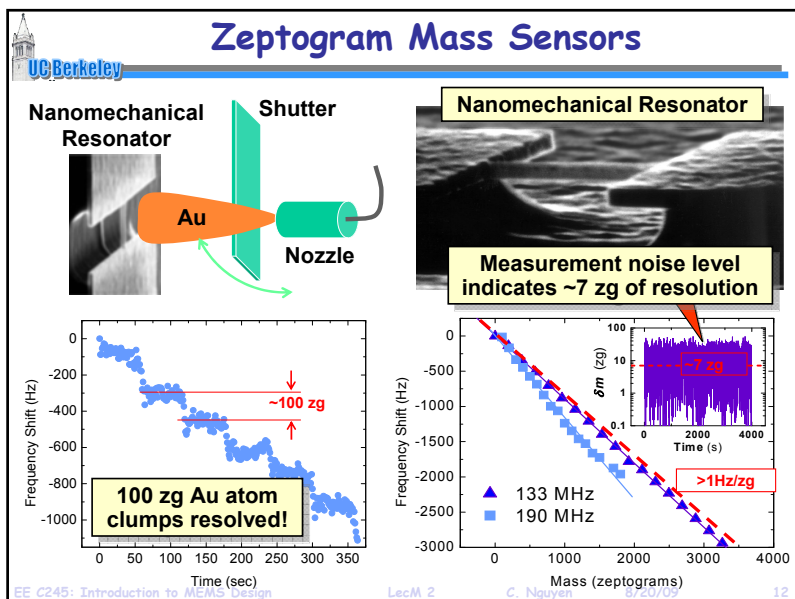 Zeptogram Mass Sensors
UC Berkeley
Nanomechanical
Resonator
Shutter
Au
Nozzle
Nanomechanical Resonator
Measurement noise level
indicates ~7 zg of resolution
0
-200
-400
-600
-800
-1000
Frequency Shift (Hz)
~100 zg
100 zg Au atom
clumps resolved!
0 50 100 150 200 250 300 350
Time (sec)
0
-500
-1000
-1500
-2000
-2500
-3000
Frequency Shift (Hz)
100
10
1
0.1
δm (zg)
~7 zg
0 2000 4000
Time (s)
>1Hz/zg
133 MHz
190 MHz
0 1000 2000 3000 4000
Mass (zeptograms)
EE C245: Introduction to MEMS Design LecM 2 C. Nguyen 8/20/09 12